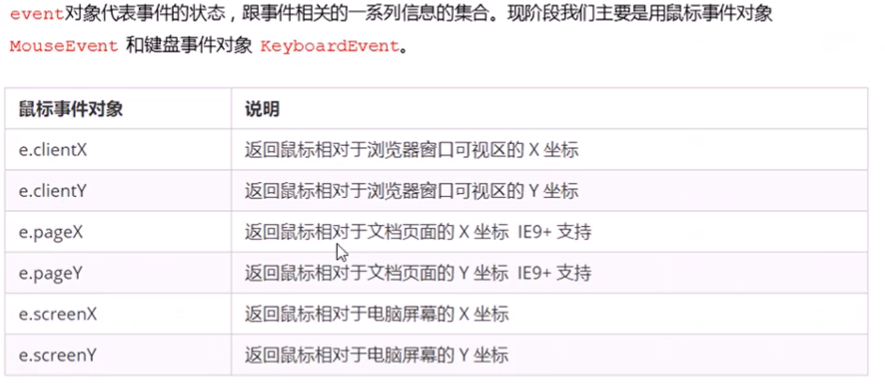 event对象代表事件的状态，跟事件相关的一系列信息的集合。现阶段我们主要是用鼠标事件对象
MouseEvent 和键盘事件对象 KeyboardEvent。
鼠标事件对象 说明
e.clientX 返回鼠标相对于浏览器窗口可视区的 X 坐标
e.clientY 返回鼠标相对于浏览器窗口可视区的 Y 坐标
e.pageX 返回鼠标相对于文档页面的 X 坐标 IE9+ 支持
e.pageY 返回鼠标相对于文档页面的 Y 坐标 IE9+ 支持
e.screenX 返回鼠标相对于电脑屏幕的 X 坐标
e.screenY 返回鼠标相对于电脑屏幕的 Y 坐标